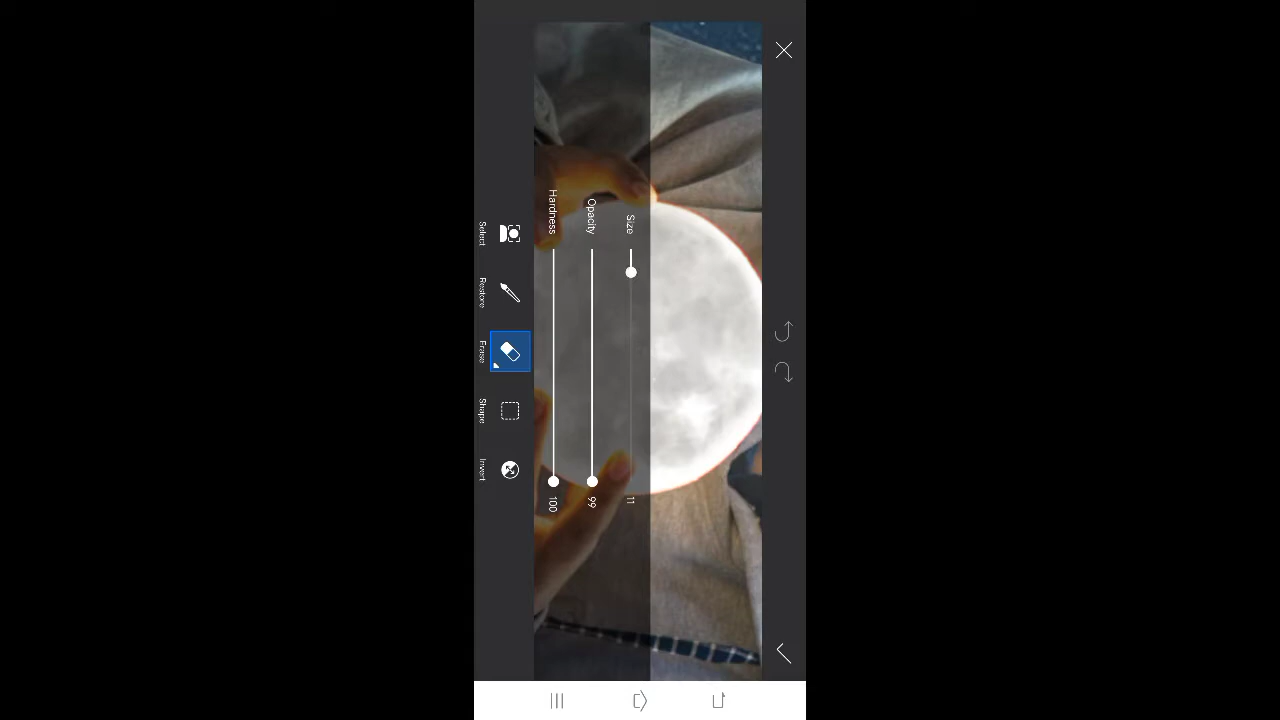 Size 11
Opacity 99
Hardness 100
Select
Restore
Erase
Shape
Invert